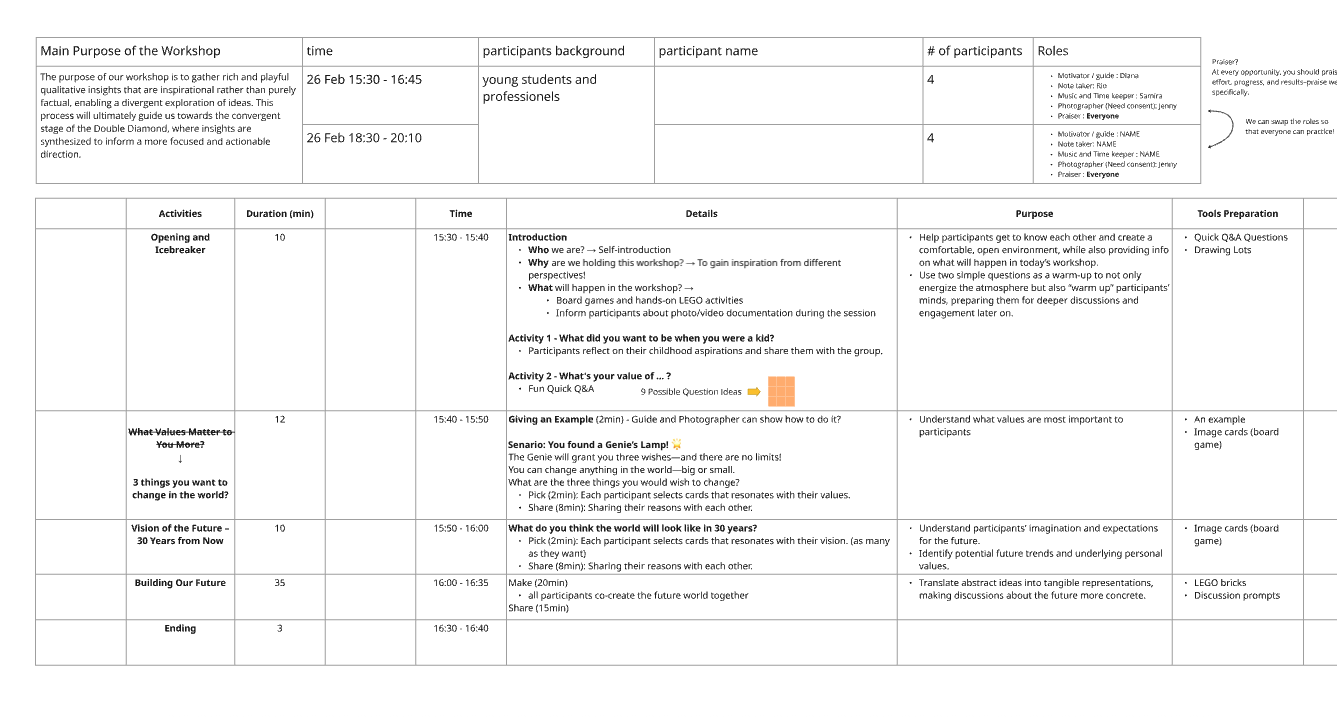 Main Purpose of the Workshop
time
participants background
participant name
# of participants
Roles
The purpose of our workshop is to gather rich and playful
qualitative insights that are inspirational rather than purely
factual, enabling a divergent exploration of ideas. This
process will ultimately guide us towards the convergent
stage of the Double Diamond, where insights are
synthesized to inform a more focused and actionable
direction.
26 Feb 15:30 - 16:45
young students and
professionels
4
• Motivator / guide : Diana
• Note taker: Rio
• Music and Time keeper : Samira
• Photographer (Need consent): Jenny
• Praiser : Everyone
26 Feb 18:30 - 20:10
4
• Motivator / guide : NAME
• Note taker: NAME
• Music and Time keeper : NAME
• Photographer (Need consent): Jenny
• Praiser : Everyone
Praiser?
At every opportunity, you should prais
effort, progress, and results–praise we
specifically.
We can swap the roles so
that everyone can practice!
Activities
Duration (min)
Time
Details
Purpose
Tools Preparation
Opening and
Icebreaker
10
15:30 - 15:40
Introduction
• Who we are? → Self-introduction
• Why are we holding this workshop? → To gain inspiration from different
perspectives!
• What will happen in the workshop? →
• Board games and hands-on LEGO activities
• Inform participants about photo/video documentation during the session
Activity 1 - What did you want to be when you were a kid?
• Participants reflect on their childhood aspirations and share them with the group.
Activity 2 - What's your value of ... ?
• Fun Quick Q&A
9 Possible Question Ideas
• Help participants get to know each other and create a
comfortable, open environment, while also providing info
on what will happen in today's workshop.
• Use two simple questions as a warm-up to not only
energize the atmosphere but also “warm up” participants’
minds, preparing them for deeper discussions and
engagement later on.
• Quick Q&A Questions
• Drawing Lots
What Values Matter to
You More?
↓
3 things you want to
change in the world?
12
15:40 - 15:50
Giving an Example (2min) - Guide and Photographer can show how to do it?
Senario: You found a Genie's Lamp!
The Genie will grant you three wishes—and there are no limits!
You can change anything in the world—big or small.
What are the three things you would wish to change?
• Pick (2min): Each participant selects cards that resonates with their values.
• Share (8min): Sharing their reasons with each other.
• Understand what values are most important to
participants
• An example
• Image cards (board
game)
Vision of the Future –
30 Years from Now
10
15:50 - 16:00
What do you think the world will look like in 30 years?
• Pick (2min): Each participant selects cards that resonates with their vision. (as many
as they want)
• Share (8min): Sharing their reasons with each other.
• Understand participants’ imagination and expectations
for the future.
• Identify potential future trends and underlying personal
values.
• Image cards (board
game)
Building Our Future
35
16:00 - 16:35
Make (20min)
• all participants co-create the future world together
Share (15min)
• Translate abstract ideas into tangible representations,
making discussions about the future more concrete.
• LEGO bricks
• Discussion prompts
Ending
3
16:30 - 16:40